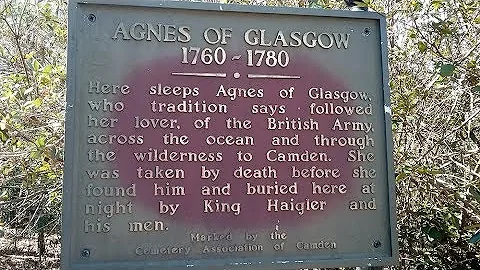 AGNES OF GLASGOW
1760 - 1780
Here sleeps Agnes of Glasgow,
who tradition says followed
her lover, of the British Army,
across the ocean and through
the wilderness to Camden. She
was taken by death before she
found him and buried here at
night by King Haigler and
his men.
Marked by the
Cemetery Association of Camden